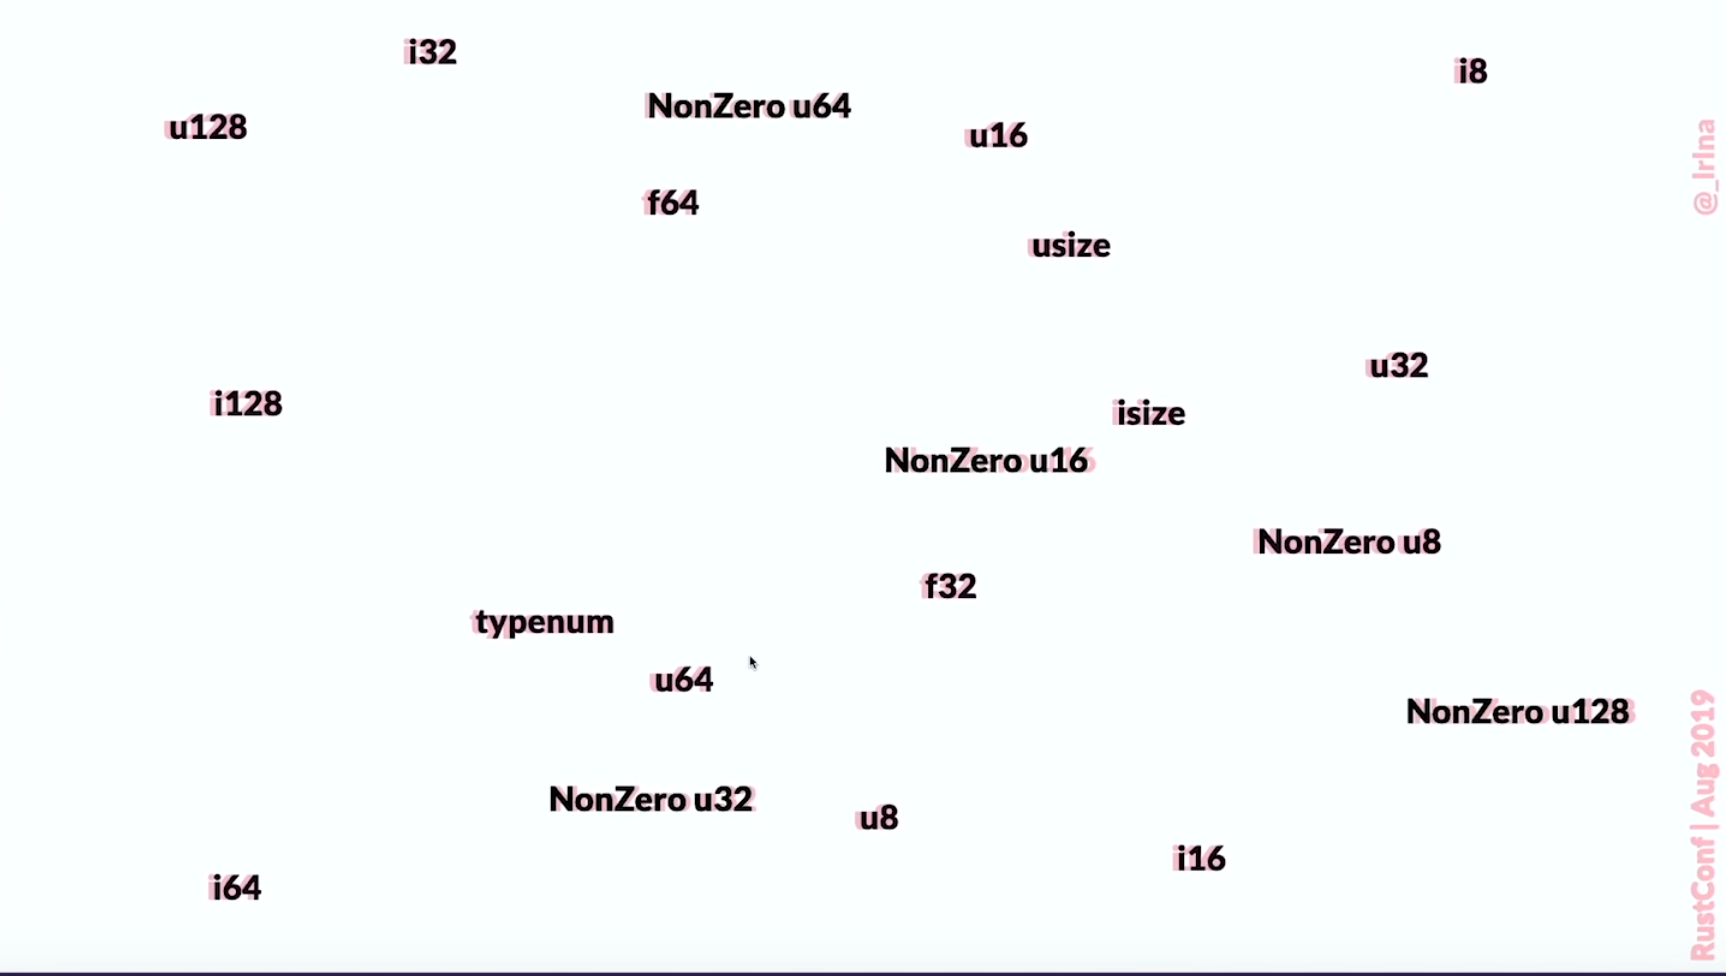 i32
i8
NonZero u64
u128
u16
f64
usize
u32
i128
isize
NonZero u16
NonZero u8
f32
typenum
u64
NonZero u128
NonZero u32
u8
i16
i64
@_lrlna
RustConf | Aug 2019